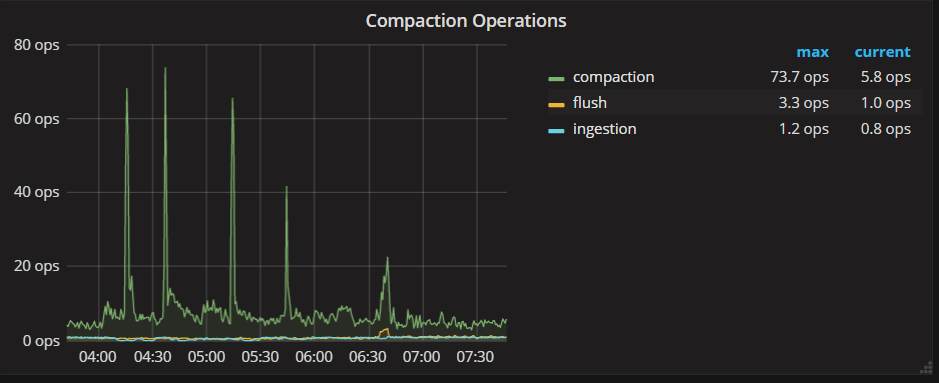 Compaction Operations
80 ops
60 ops
40 ops
20 ops
0 ops
04:00 04:30 05:00 05:30 06:00 06:30 07:00 07:30
max current
compaction 73.7 ops 5.8 ops
flush 3.3 ops 1.0 ops
ingestion 1.2 ops 0.8 ops